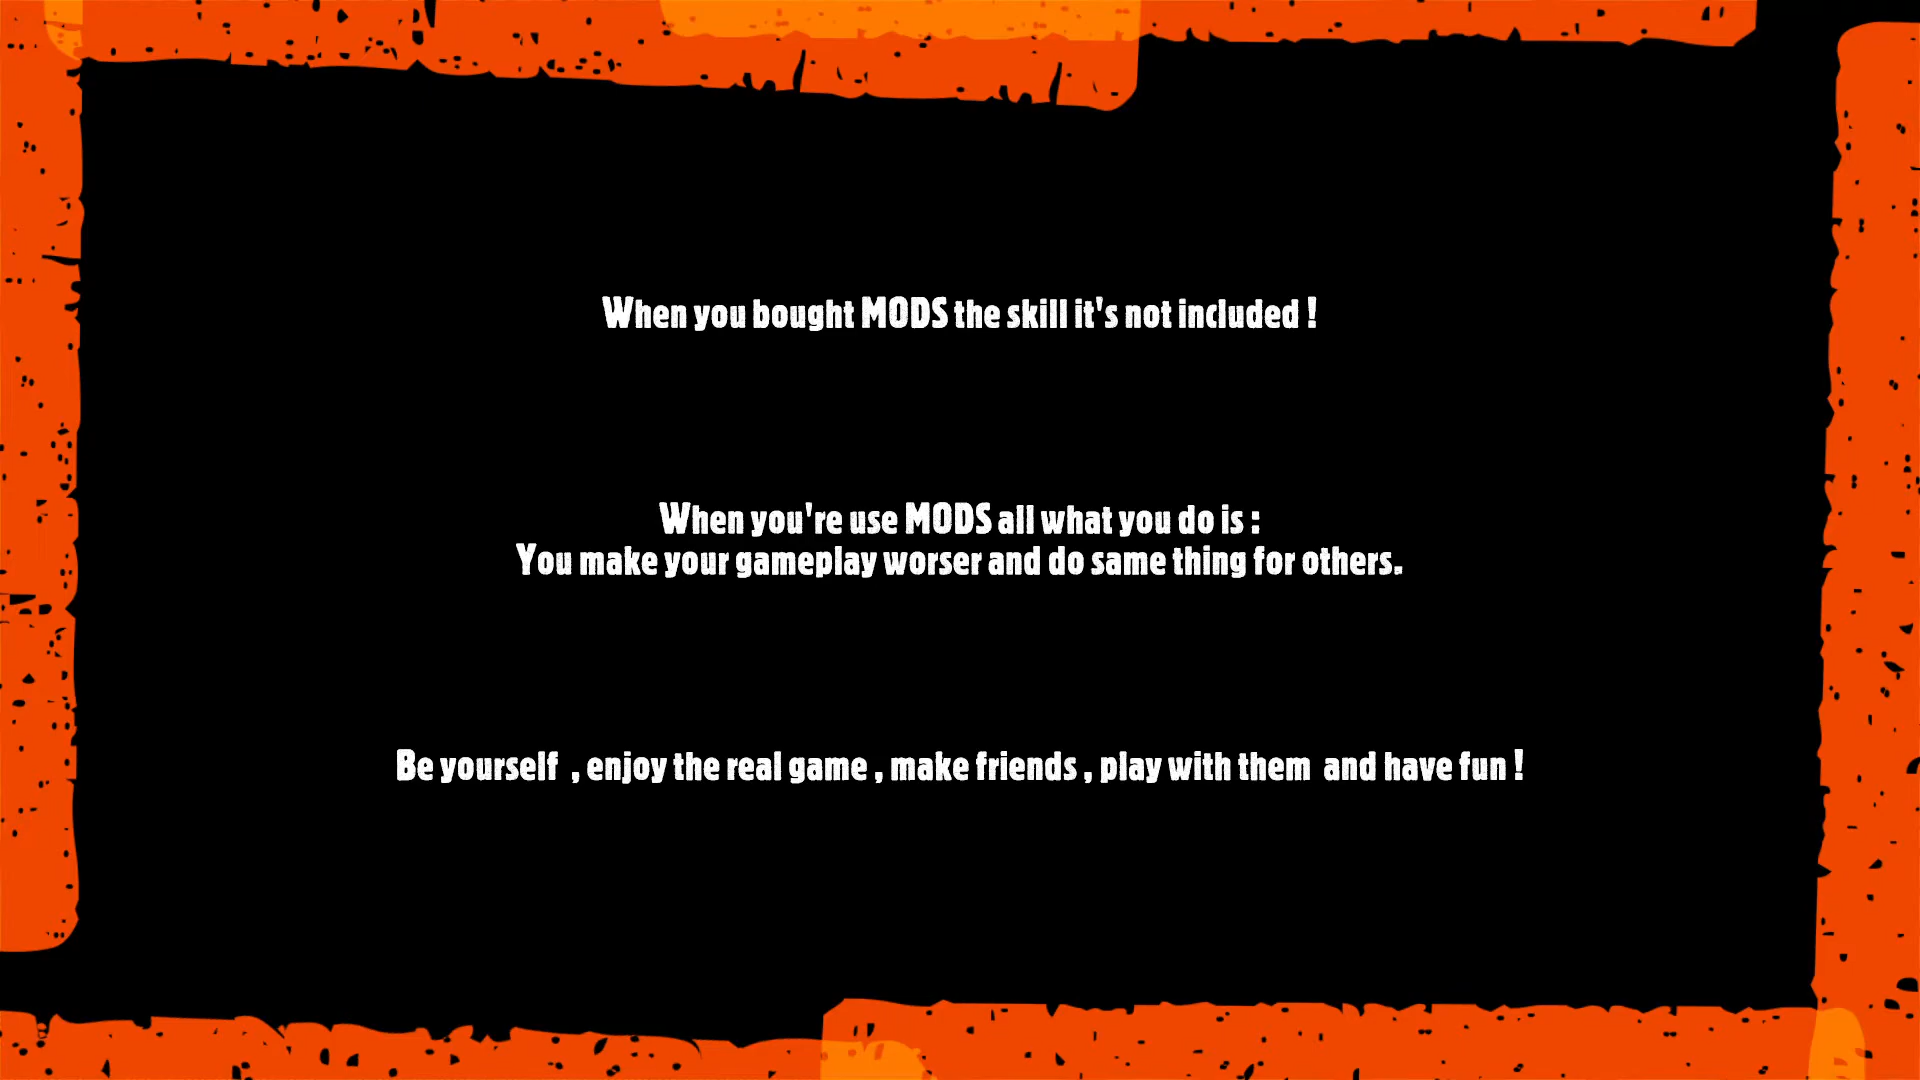 When you bought MODS the skill it's not included !
When you're use MODS all what you do is :
You make your gameplay worser and do same thing for others.
Be yourself , enjoy the real game , make friends , play with them and have fun !